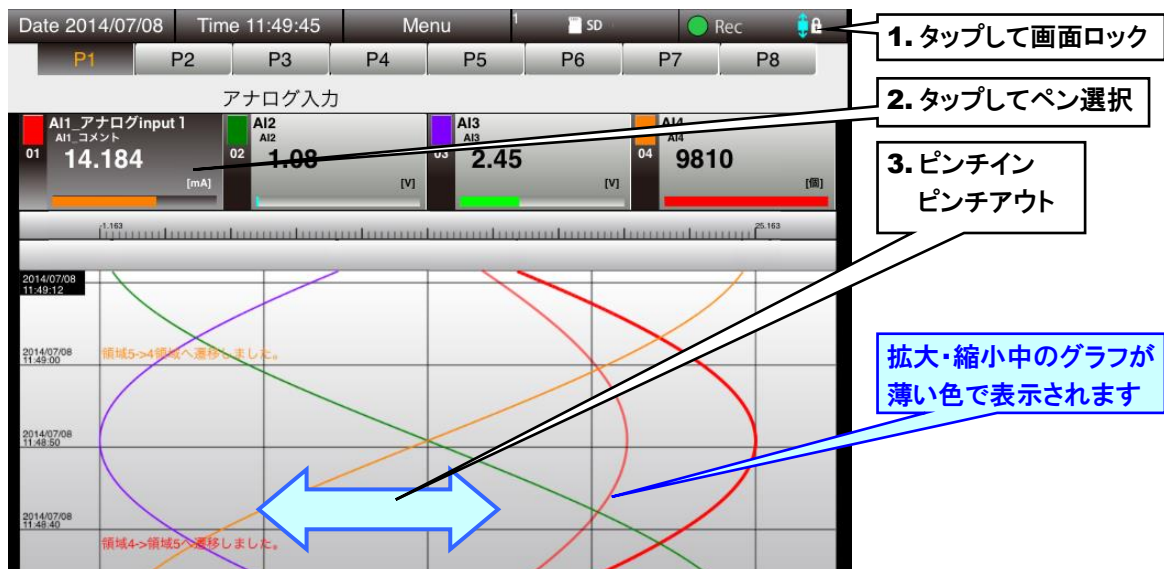 Date 2014/07/08 Time 11:49:45 Menu 1 SD Rec
P1 P2 P3 P4 P5 P6 P7 P8
アナログ入力
AI1_アナログinput 1
AI1_コメント
01 14.184
[mA]
AI2
AI2
02 1.08
[V]
AI3
AI3
03 2.45
[V]
AI4
AI4
04 9810
[個]
-1.163 25.163
2014/07/08
11:49:12
2014/07/08
11:49:00
領域5->4領域へ遷移しました。
2014/07/08
11:48:50
2014/07/08
11:48:40
領域4->領域5へ遷移しました。
1. タップして画面ロック
2. タップしてペン選択
3. ピンチイン
ピンチアウト
拡大・縮小中のグラフが
薄い色で表示されます